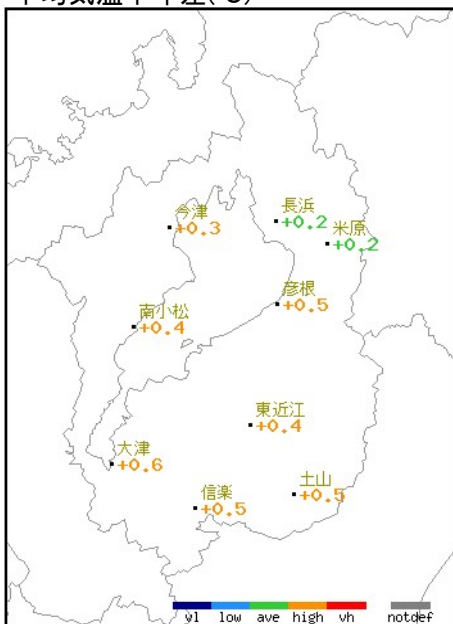 平均気温平年差(℃)
今津
+0.3
長浜
+0.2
米原
+0.2
彦根
+0.5
南小松
+0.4
東近江
+0.4
大津
+0.6
信楽
+0.5
土山
+0.5
vl low ave high vh notdef